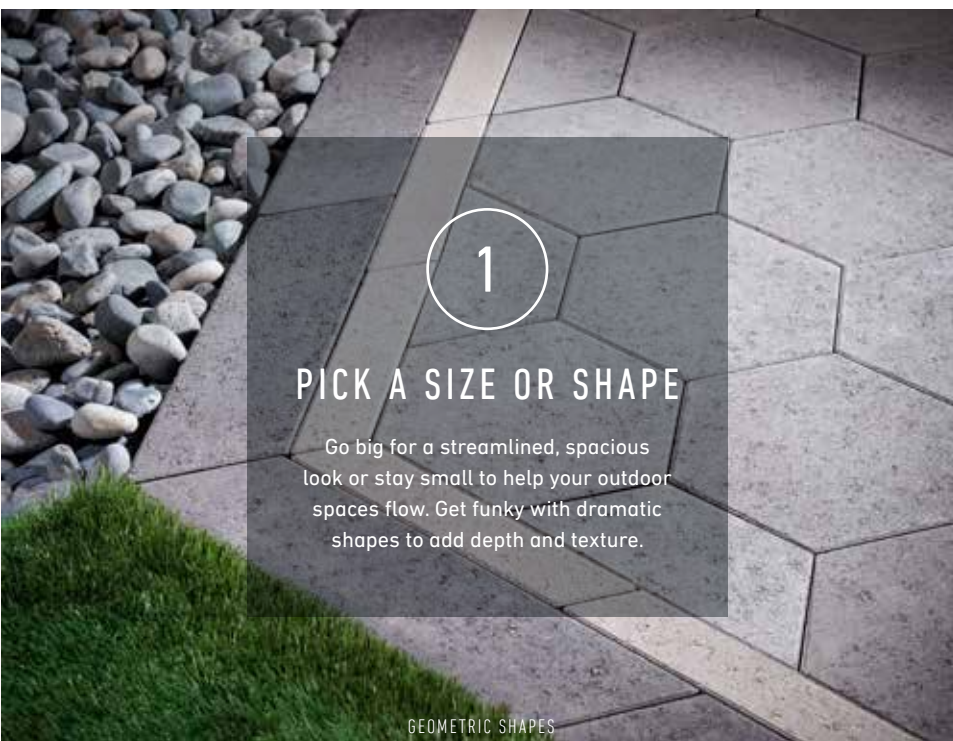 1
PICK A SIZE OR SHAPE
Go big for a streamlined, spacious
look or stay small to help your outdoor
spaces flow. Get funky with dramatic
shapes to add depth and texture.
GEOMETRIC SHAPES